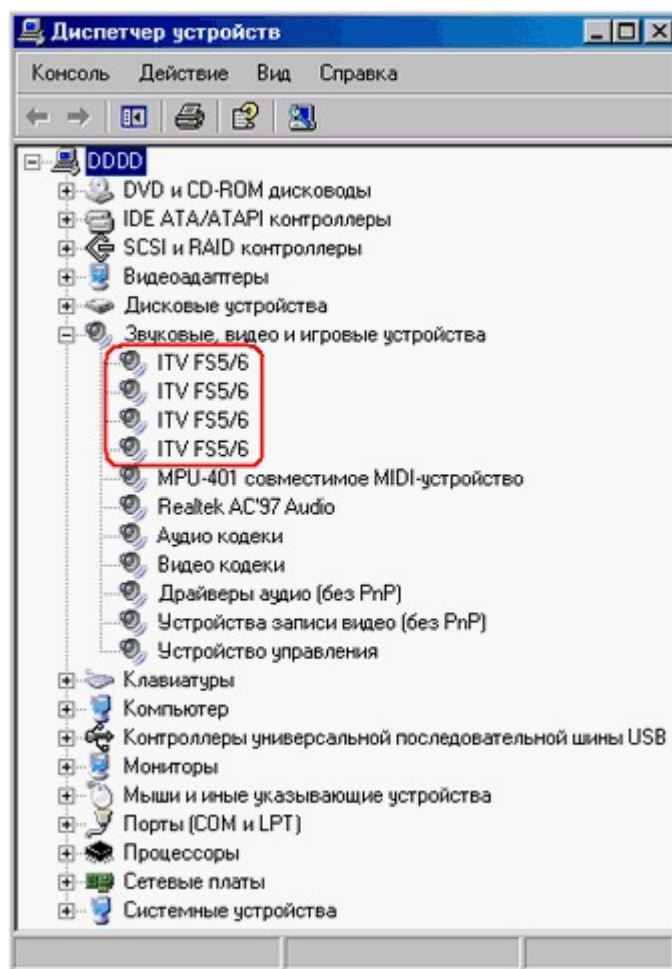 Диспетчер устройств
Консоль Действие Вид Справка
DDDD
DVD и CD-ROM дисководы
IDE ATA/ATAPI контроллеры
SCSI и RAID контроллеры
Видеоадаптеры
Дисковые устройства
Звуковые, видео и игровые устройства
ITV FS5/6
ITV FS5/6
ITV FS5/6
ITV FS5/6
MPU-401 совместимое MIDI-устройство
Realtek AC'97 Audio
Аудио кодеки
Видео кодеки
Драйверы аудио (без PnP)
Устройства записи видео (без PnP)
Устройство управления
Клавиатуры
Компьютер
Контроллеры универсальной последовательной шины USB
Мониторы
Мыши и иные указывающие устройства
Порты (COM и LPT)
Процессоры
Сетевые платы
Системные устройства